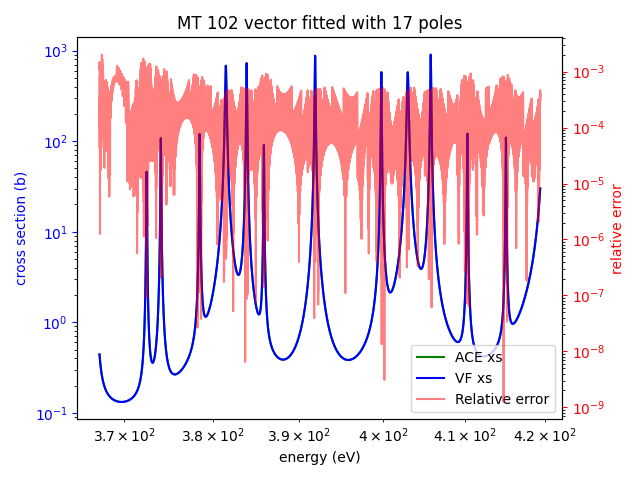 MT 102 vector fitted with 17 poles
10³
10²
10¹
10⁰
10⁻¹
cross section (b)
10⁻³
10⁻⁴
10⁻⁵
10⁻⁶
10⁻⁷
10⁻⁸
10⁻⁹
relative error
ACE xs
VF xs
Relative error
3.7 × 10² 3.8 × 10² 3.9 × 10² 4 × 10² 4.1 × 10² 4.2 × 10²
energy (eV)